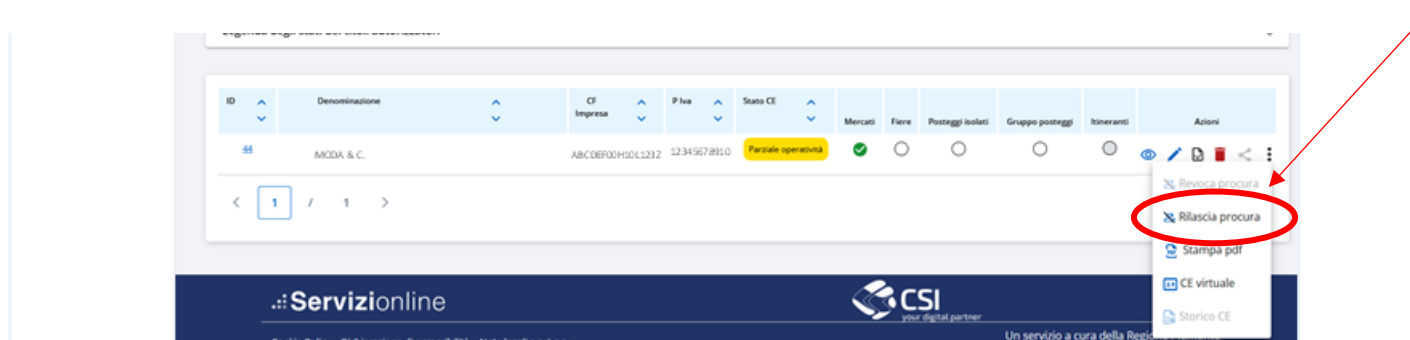 ID Denominazione CF Impresa P Iva Stato CE Mercati Fiere Posteggi isolati Gruppo posteggi Itineranti Azioni
44 MODA & C. ABCDEF00H10L123Z 12345678910 Parziale operatività
1 / 1
Revoca procura
Rilascia procura
Stampa pdf
CE virtuale
Storico CE
.:: Servizionline
CSI
your digital partner
Un servizio a cura della